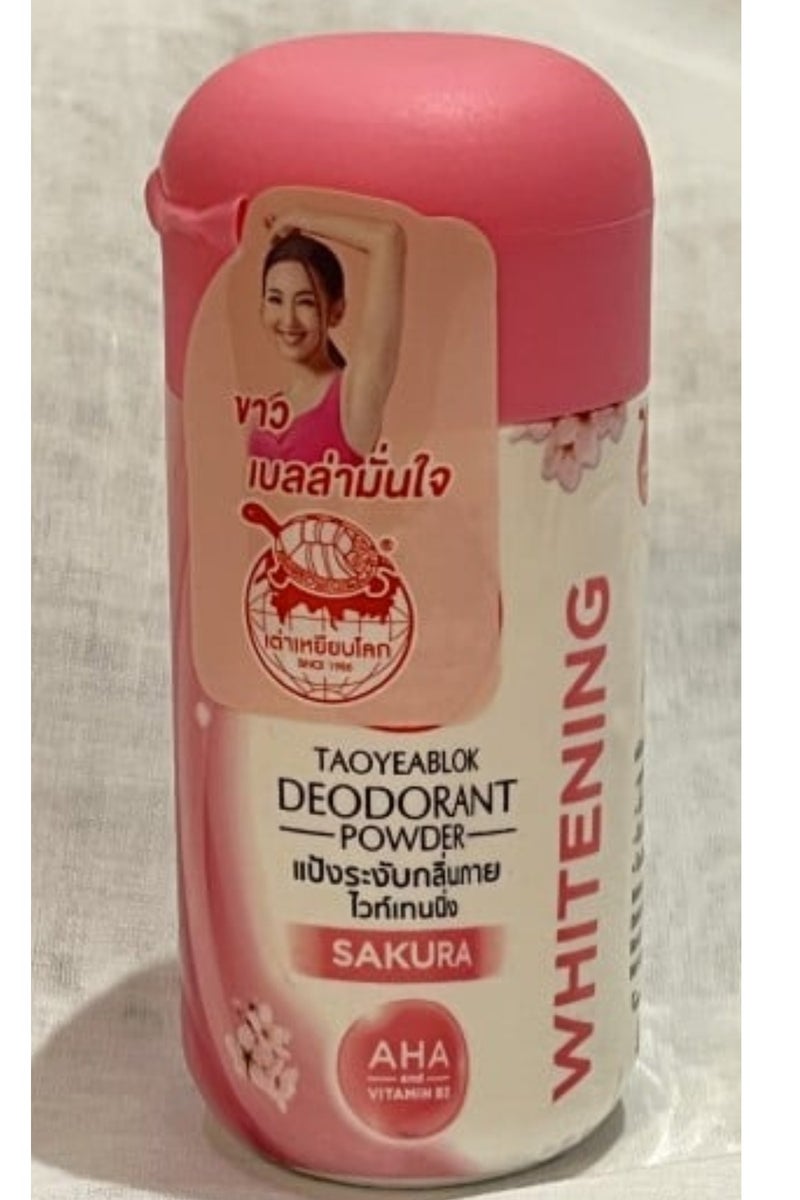 ขาว
เบลล่ามั่นใจ
®
เต่าเหยียบโลก
SINCE 1986
TAOYEABLOK
DEODORANT
POWDER
แป้งระงับกลิ่นกาย
ไวท์เทนนิ่ง
SAKURA
AHA
and
VITAMIN B3
WHITENING